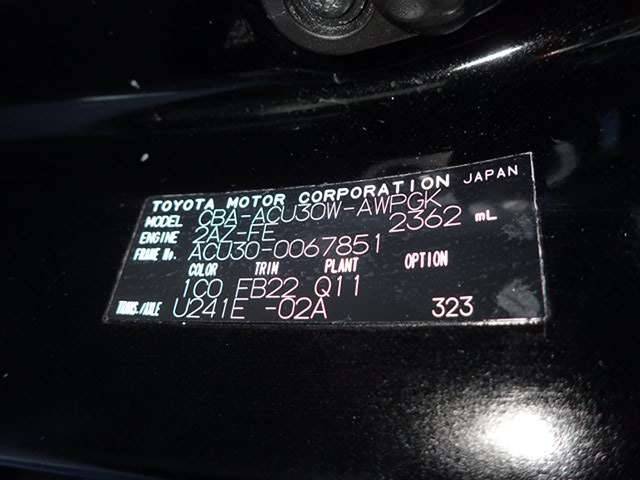 TOYOTA MOTOR CORPORATION JAPAN
MODEL CBA-ACU30W-AWPGK
ENGINE 2AZ-FE 2362 mL
FRAME No. ACU30-0067851
COLOR TRIM PLANT OPTION
1C0 FB22 Q11
TRANS./AXLE U241E -02A 323